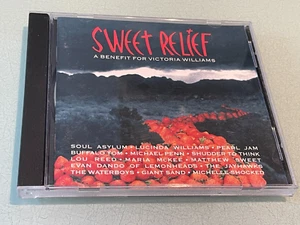 SWEET RELIEF
A BENEFIT FOR VICTORIA WILLIAMS
SOUL ASYLUM • LUCINDA WILLIAMS • PEARL JAM
BUFFALO TOM • MICHAEL PENN • SHUDDER TO THINK
LOU REED • MARIA McKEE • MATTHEW SWEET
EVAN DANDO OF LEMONHEADS • THE JAYHAWKS
THE WATERBOYS • GIANT SAND • MICHELLE SHOCKED